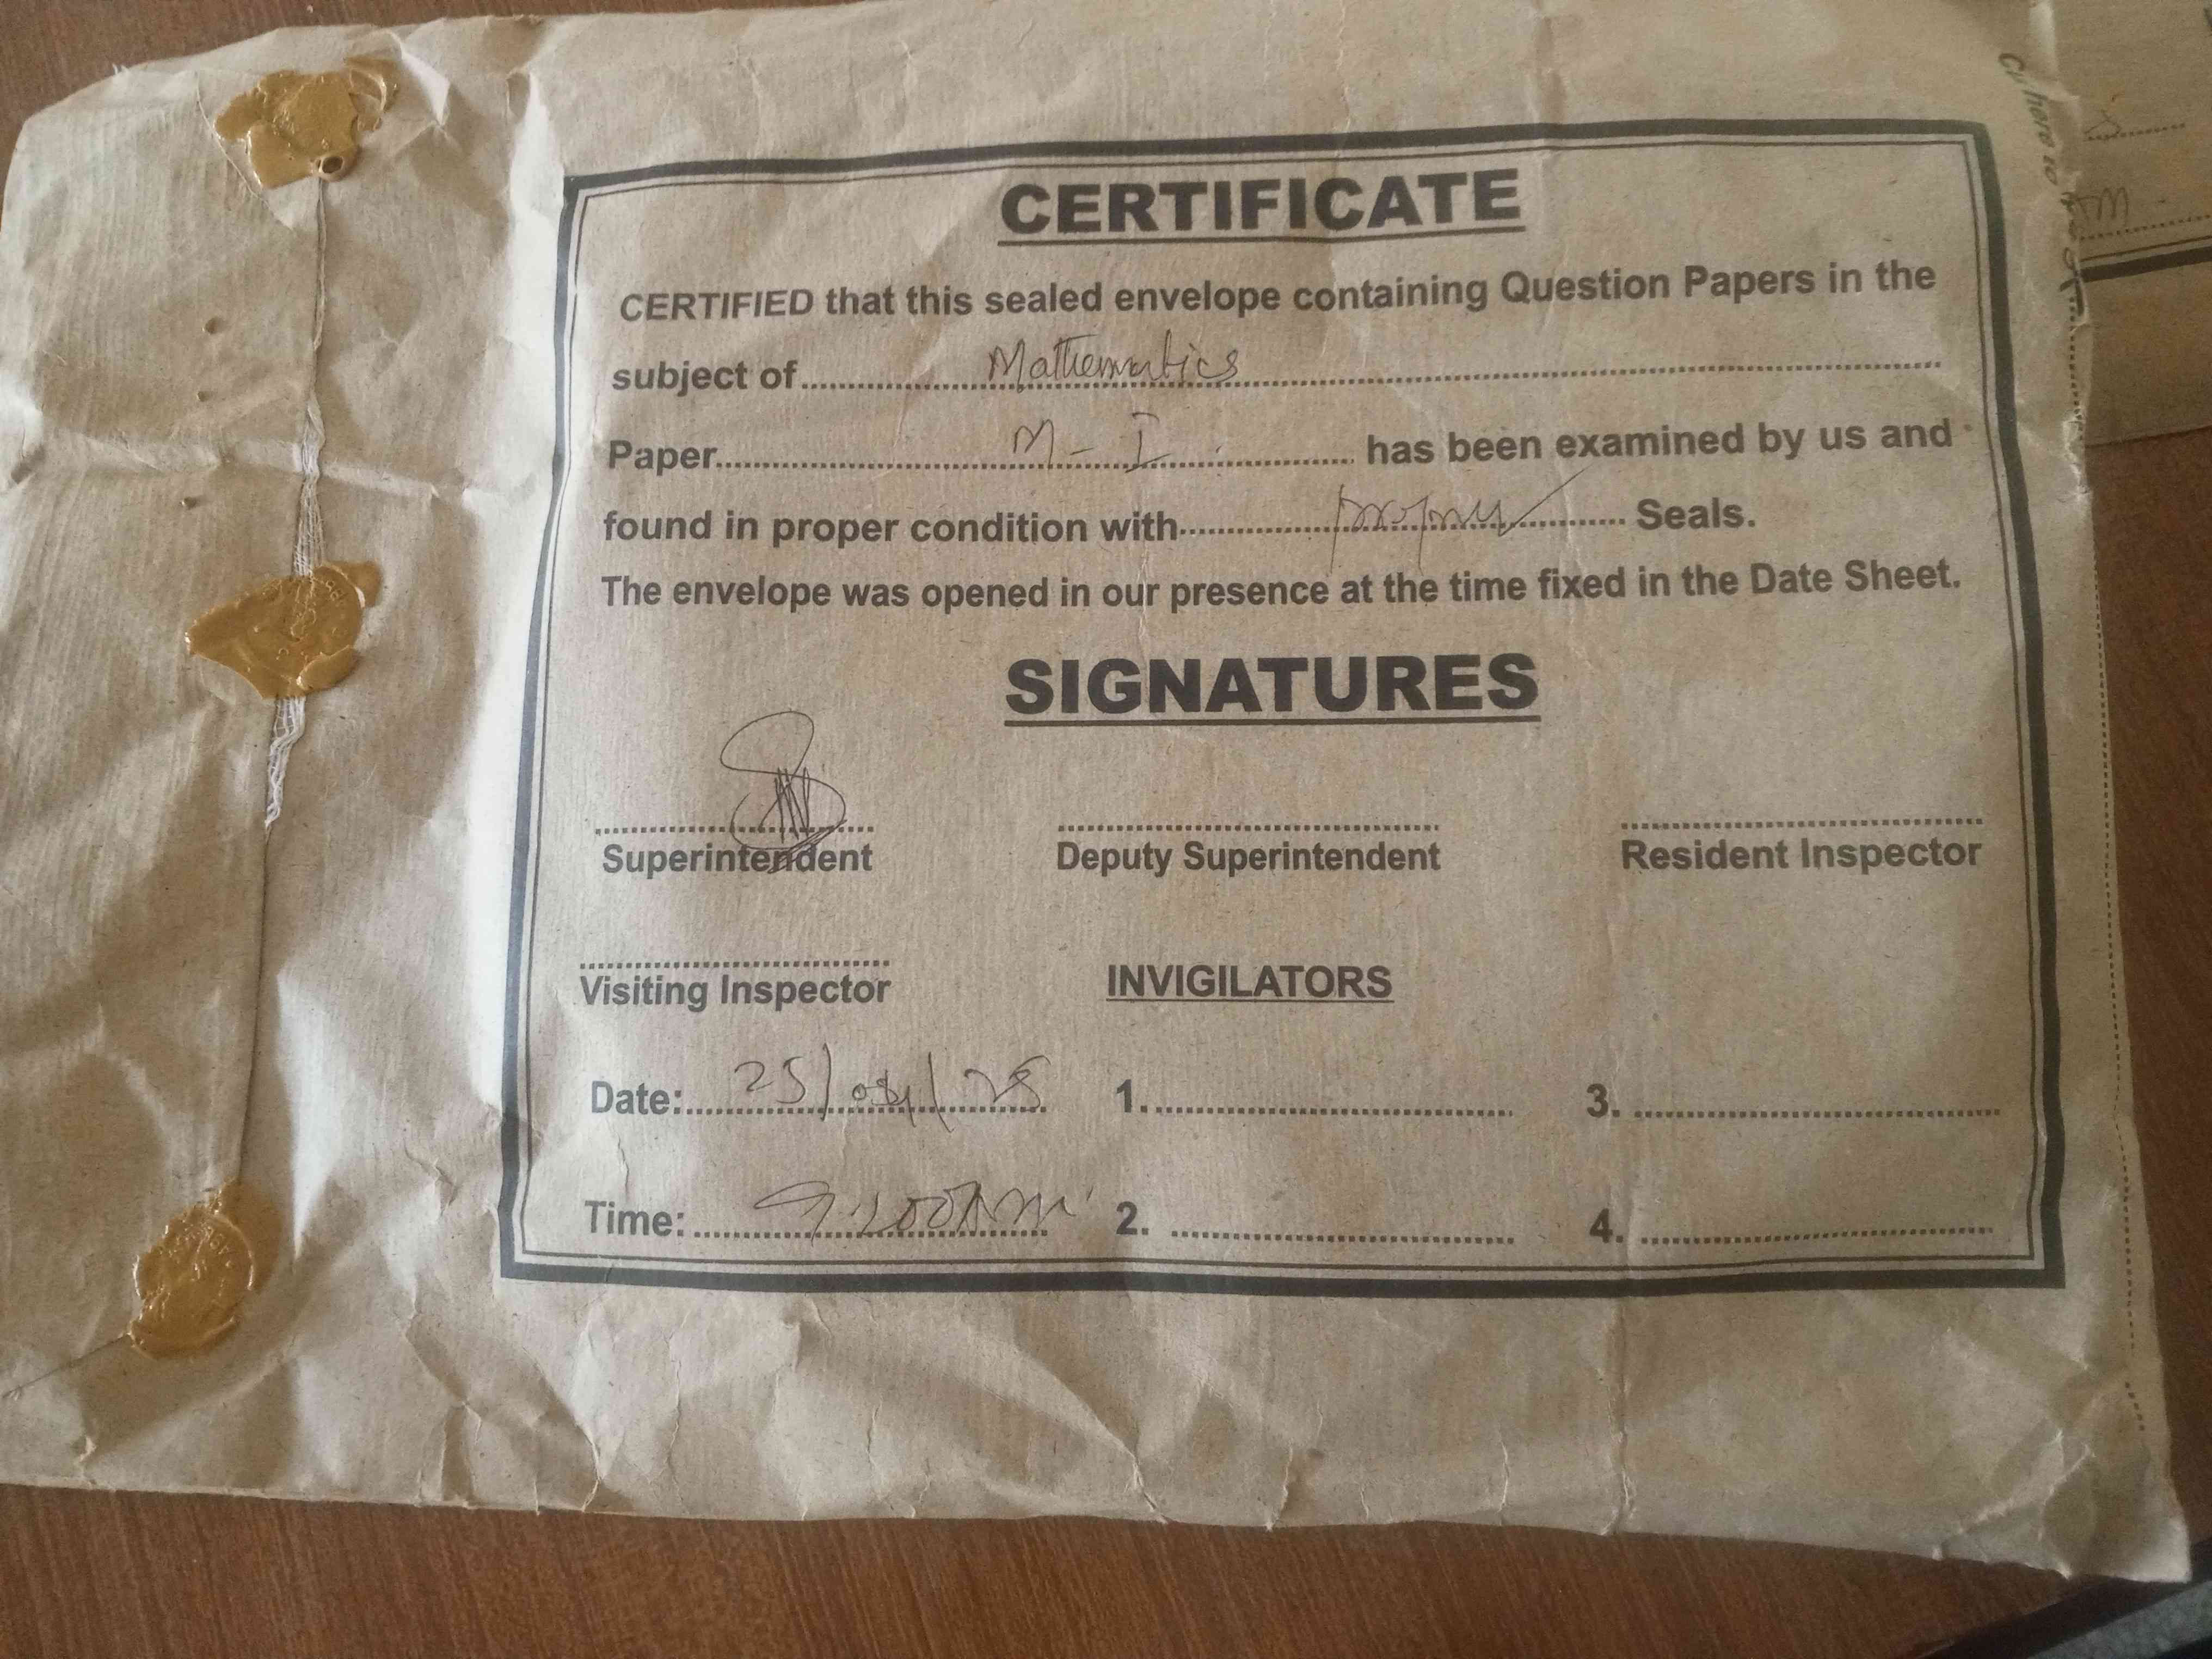 CERTIFICATE
CERTIFIED that this sealed envelope containing Question Papers in the
subject of Mathematics
Paper M - I has been examined by us and
found in proper condition with Seals.
The envelope was opened in our presence at the time fixed in the Date Sheet.
SIGNATURES
Superintendent Deputy Superintendent Resident Inspector
Visiting Inspector INVIGILATORS
Date: 1. 3.
Time: 9:00AM 2. 4.